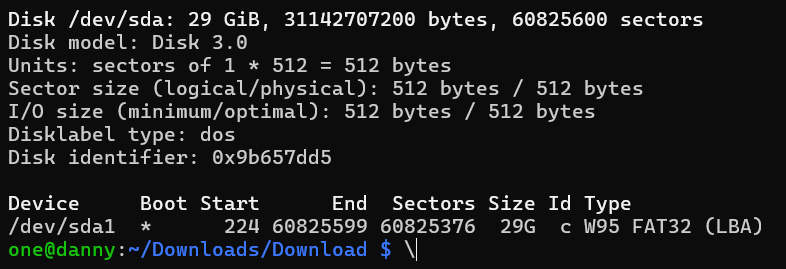 Disk /dev/sda: 29 GiB, 31142707200 bytes, 60825600 sectors
Disk model: Disk 3.0
Units: sectors of 1 * 512 = 512 bytes
Sector size (logical/physical): 512 bytes / 512 bytes
I/O size (minimum/optimal): 512 bytes / 512 bytes
Disklabel type: dos
Disk identifier: 0x9b657dd5

Device     Boot Start      End  Sectors Size Id Type
/dev/sda1  *      224 60825599 60825376  29G  c W95 FAT32 (LBA)
one@danny:~/Downloads/Download $ \